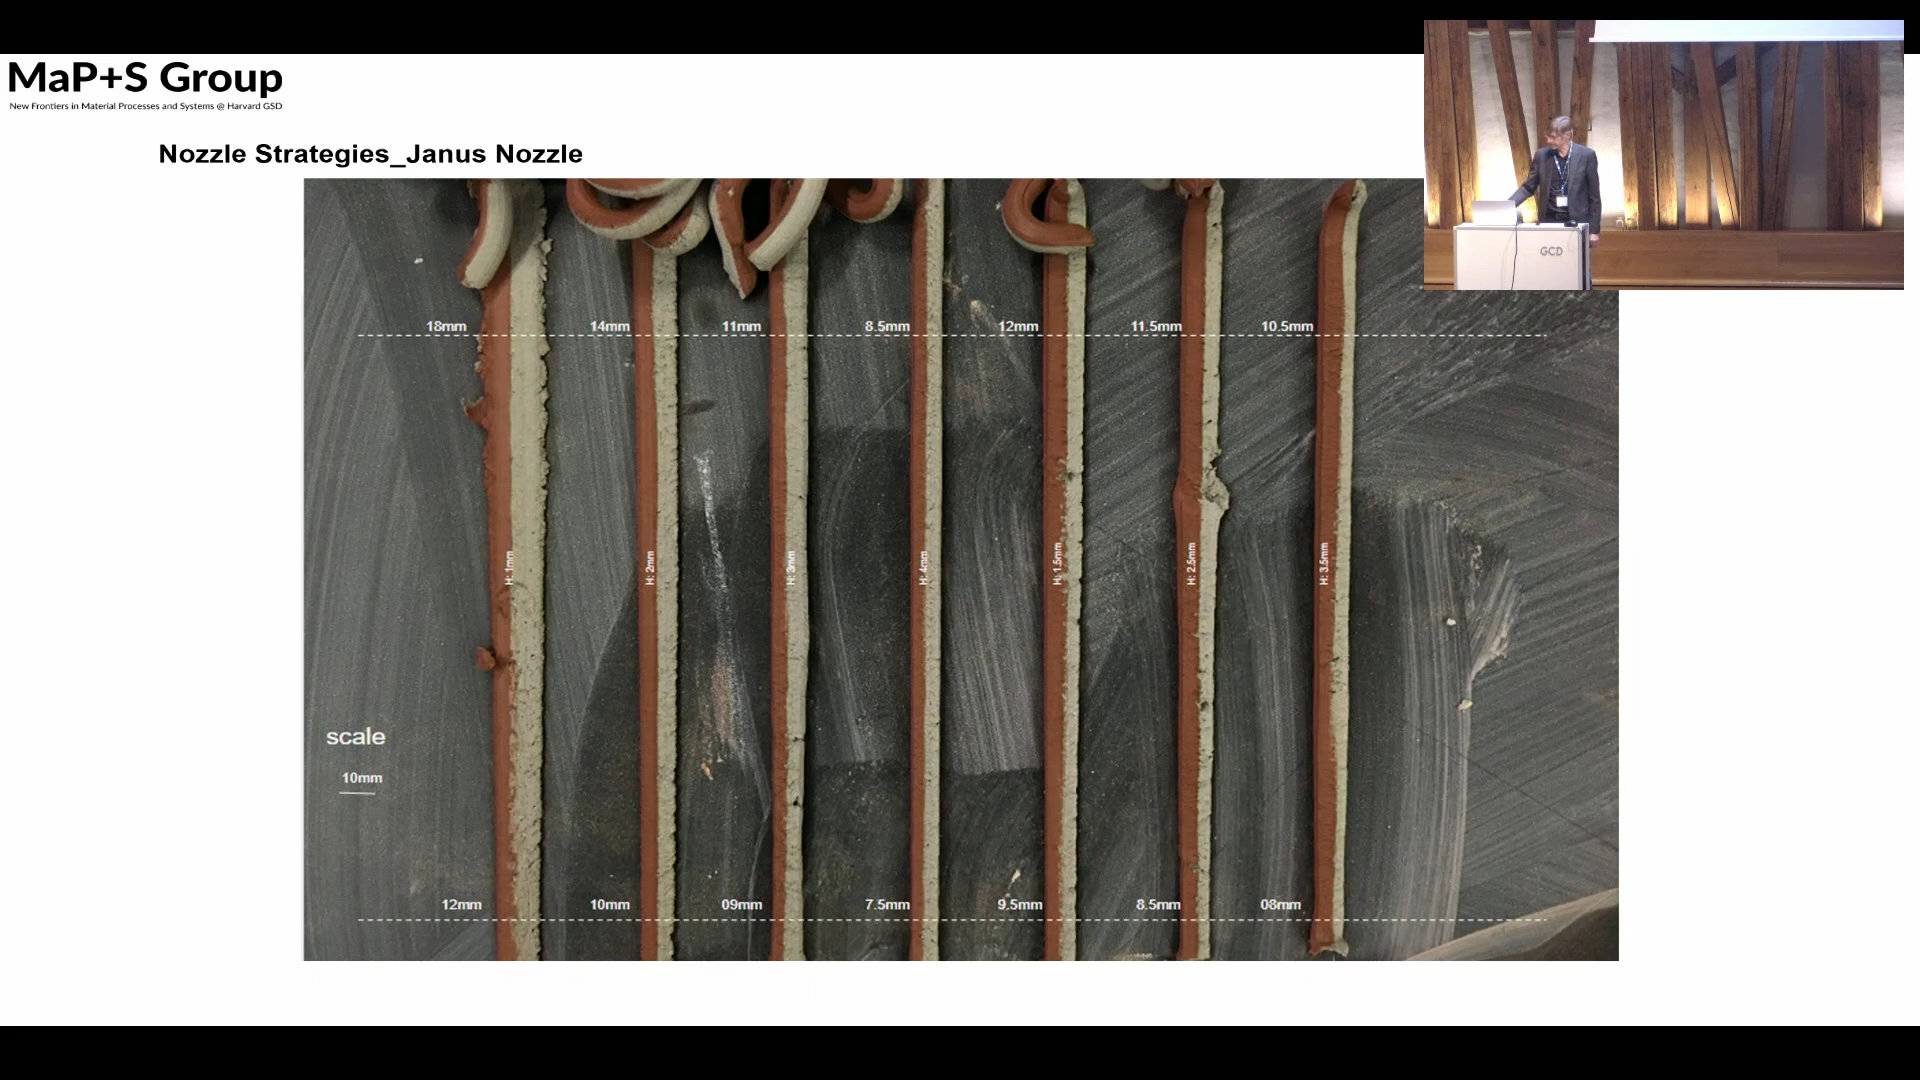 MaP+S Group
New Frontiers in Material Processes and Systems @ Harvard GSD
Nozzle Strategies_Janus Nozzle
18mm 14mm 11mm 8.5mm 12mm 11.5mm 10.5mm
H: 1mm H: 2mm H: 3mm H: 4mm H: 1.5mm H: 2.5mm H: 3.5mm
scale
10mm
12mm 10mm 09mm 7.5mm 9.5mm 8.5mm 08mm
GCD